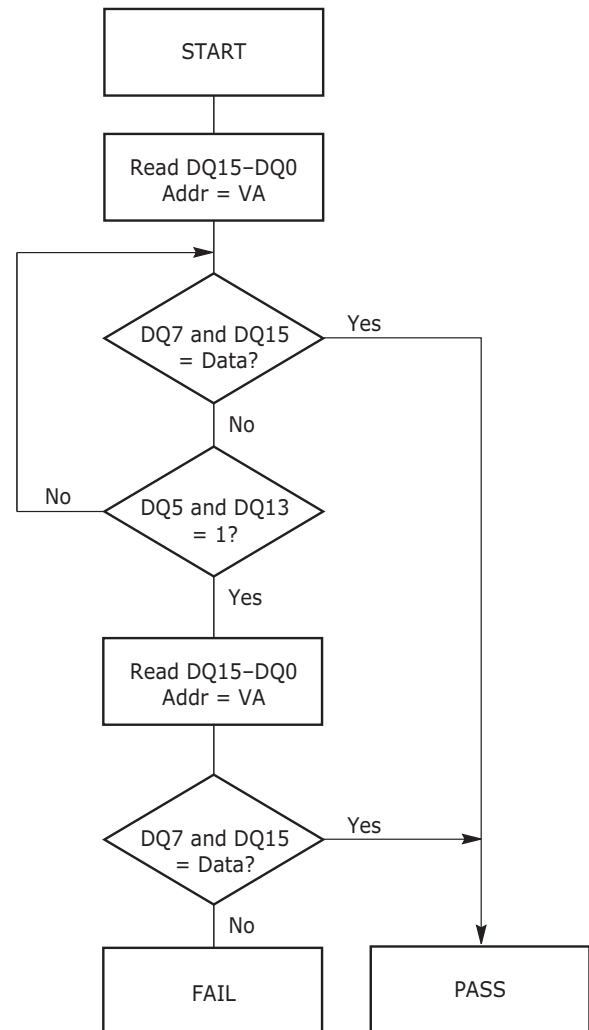 START
Read DQ15–DQ0
Addr = VA
DQ7 and DQ15
= Data?
Yes
No
DQ5 and DQ13
= 1?
No
Yes
Read DQ15–DQ0
Addr = VA
DQ7 and DQ15
= Data?
Yes
No
FAIL
PASS